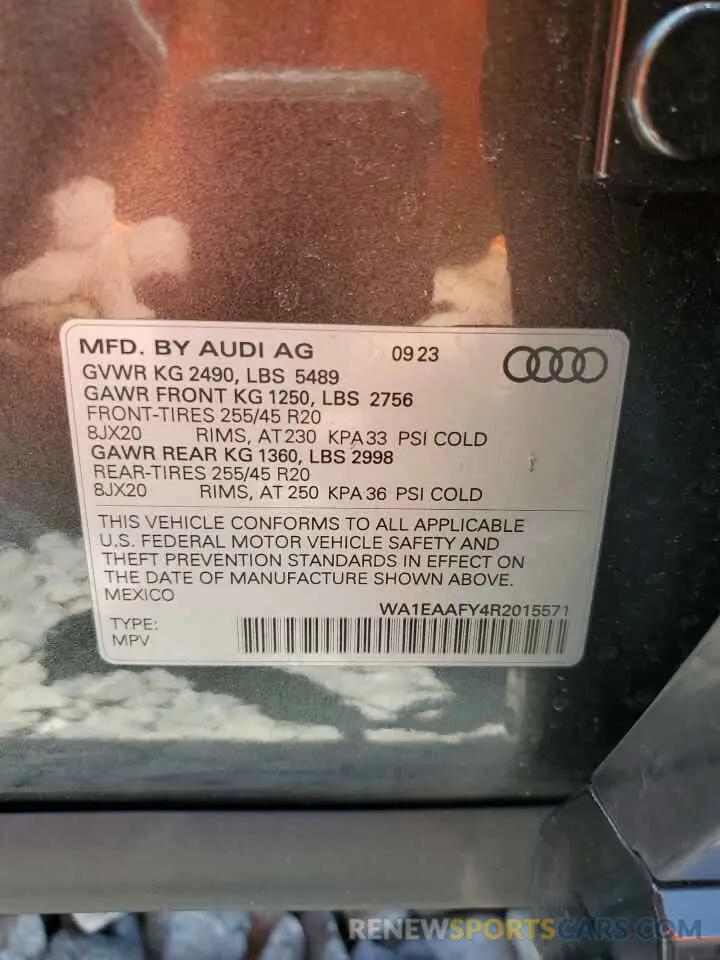 MFD. BY AUDI AG 09 23
GVWR KG 2490, LBS 5489
GAWR FRONT KG 1250, LBS 2756
FRONT-TIRES 255/45 R20
8JX20 RIMS, AT 230 KPA 33 PSI COLD
GAWR REAR KG 1360, LBS 2998
REAR-TIRES 255/45 R20
8JX20 RIMS, AT 250 KPA 36 PSI COLD
THIS VEHICLE CONFORMS TO ALL APPLICABLE
U.S. FEDERAL MOTOR VEHICLE SAFETY AND
THEFT PREVENTION STANDARDS IN EFFECT ON
THE DATE OF MANUFACTURE SHOWN ABOVE.
MEXICO
WA1EAAFY4R2015571
TYPE:
MPV
RENEWSPORTSCARS.COM